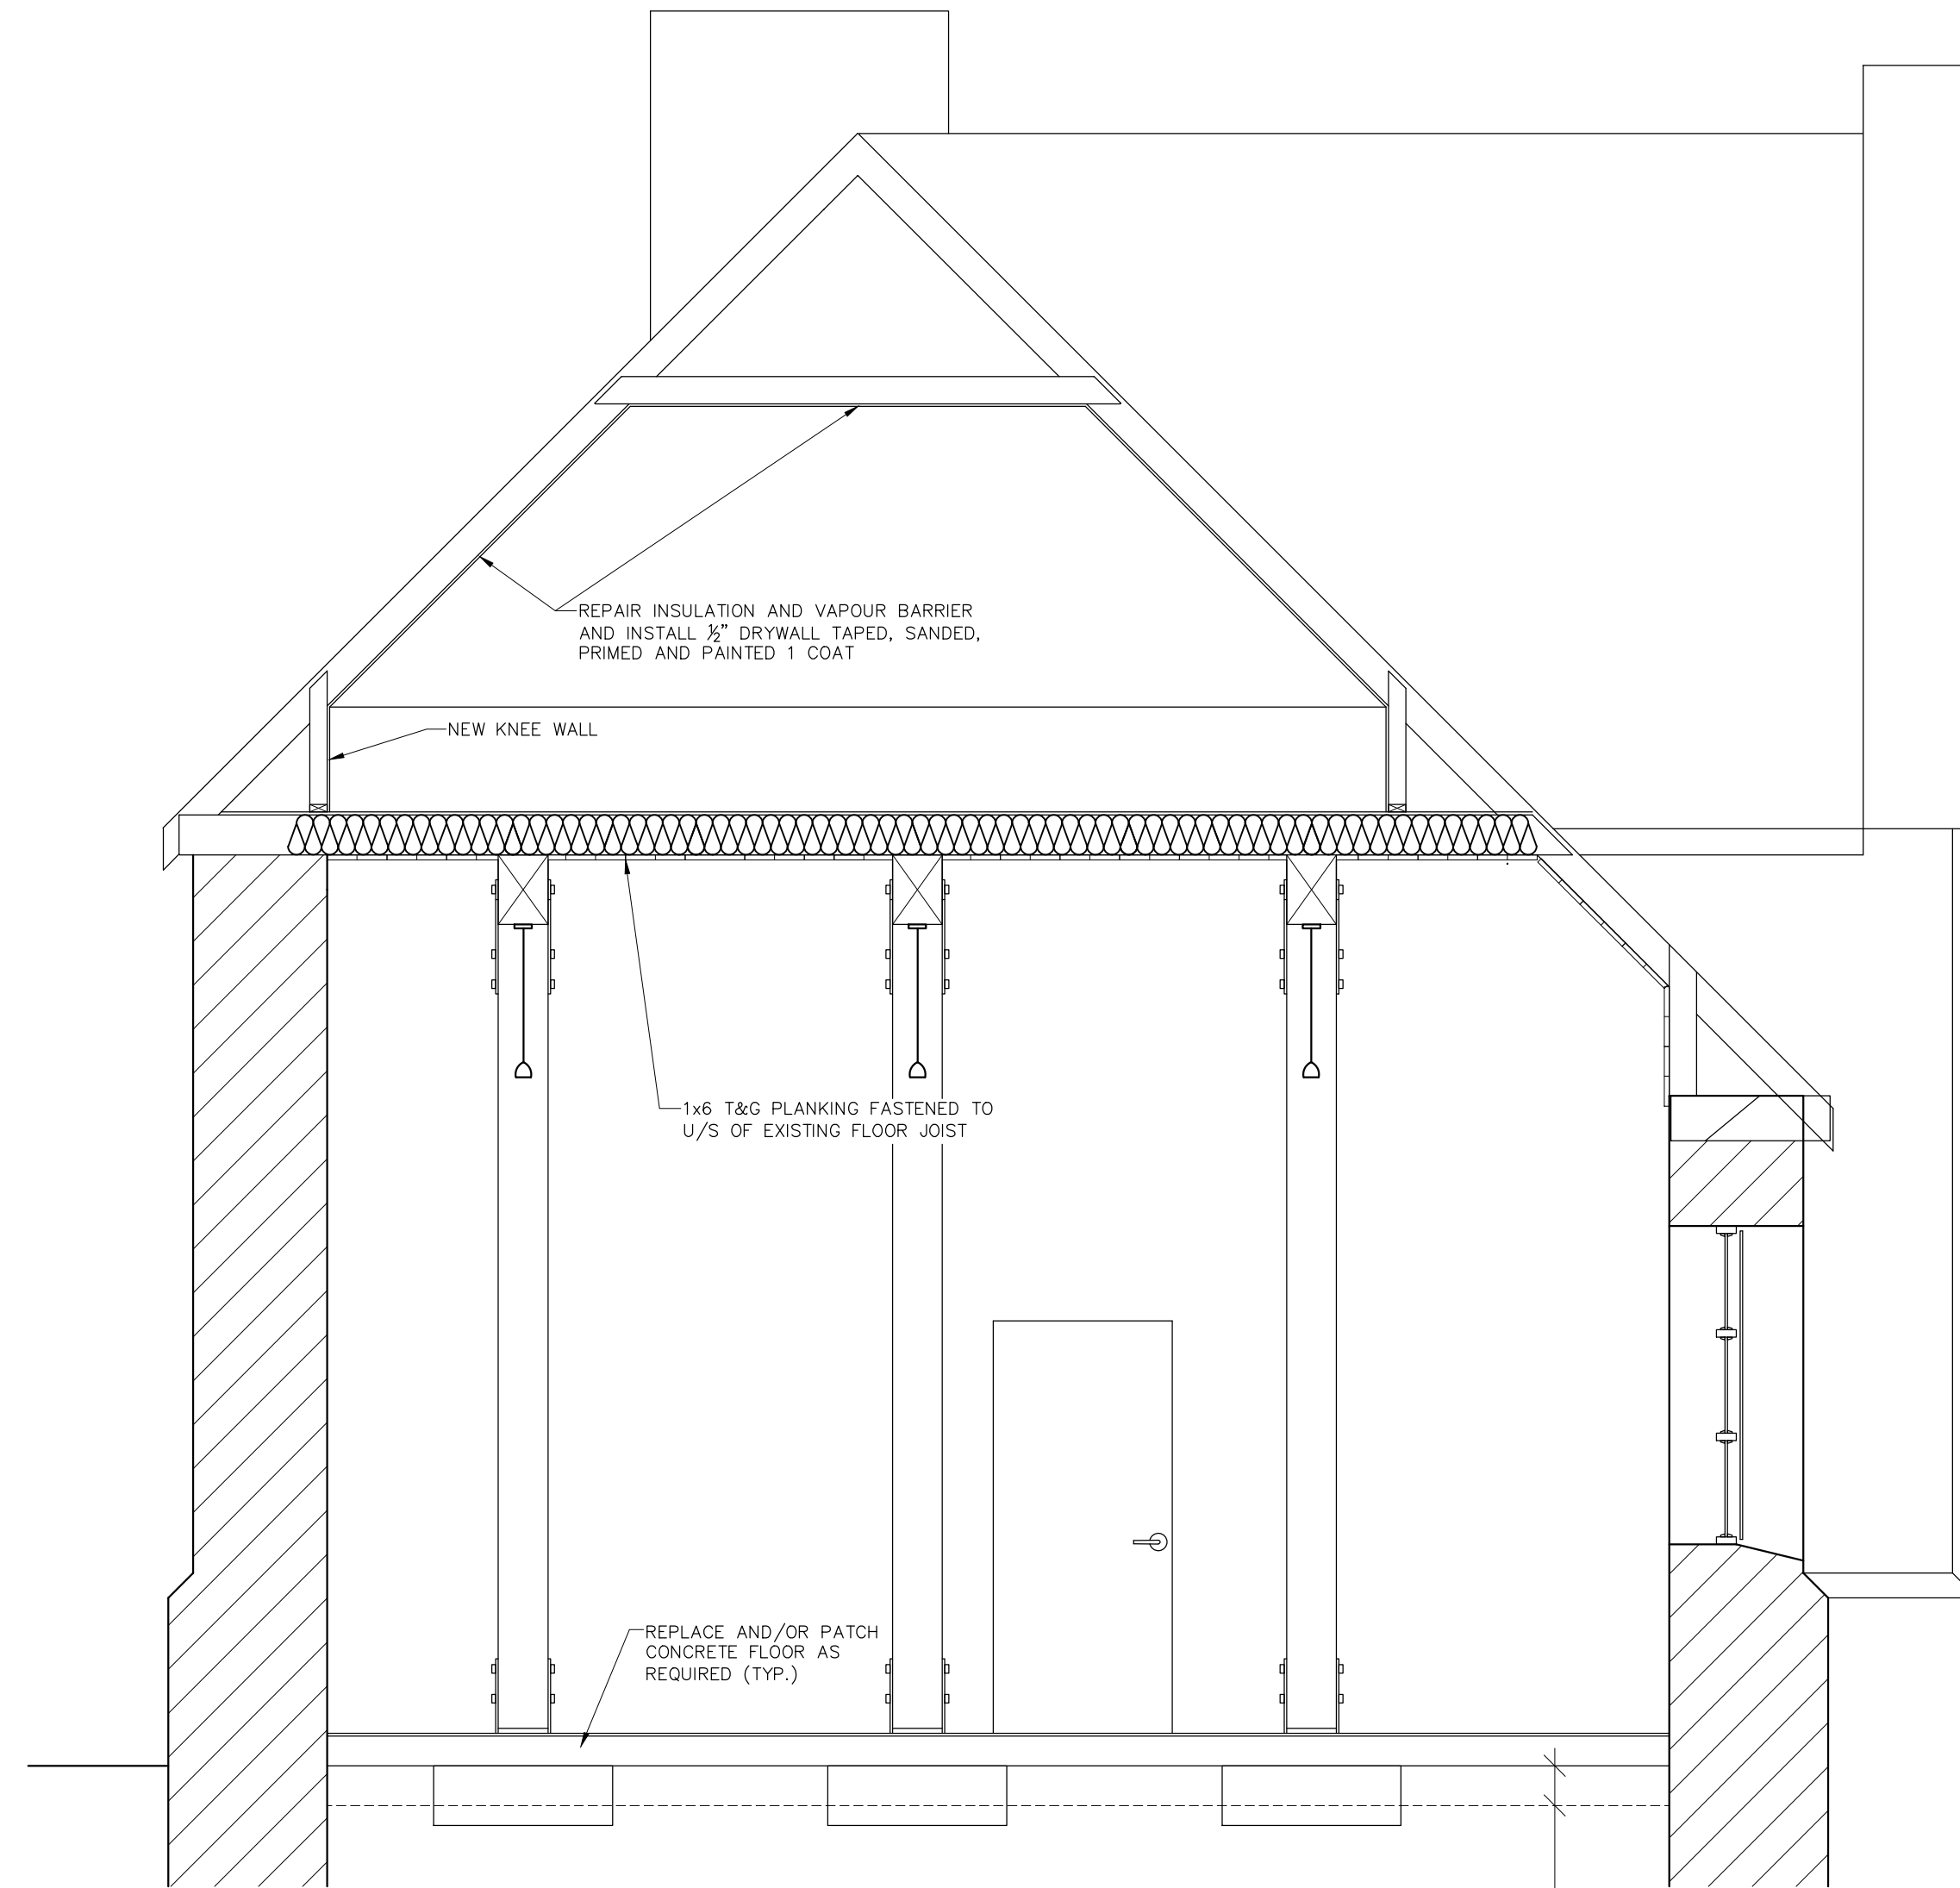 REPAIR INSULATION AND VAPOUR BARRIER
AND INSTALL ½" DRYWALL TAPED, SANDED,
PRIMED AND PAINTED 1 COAT
NEW KNEE WALL
1x6 T&G PLANKING FASTENED TO
U/S OF EXISTING FLOOR JOIST
REPLACE AND/OR PATCH
CONCRETE FLOOR AS
REQUIRED (TYP.)